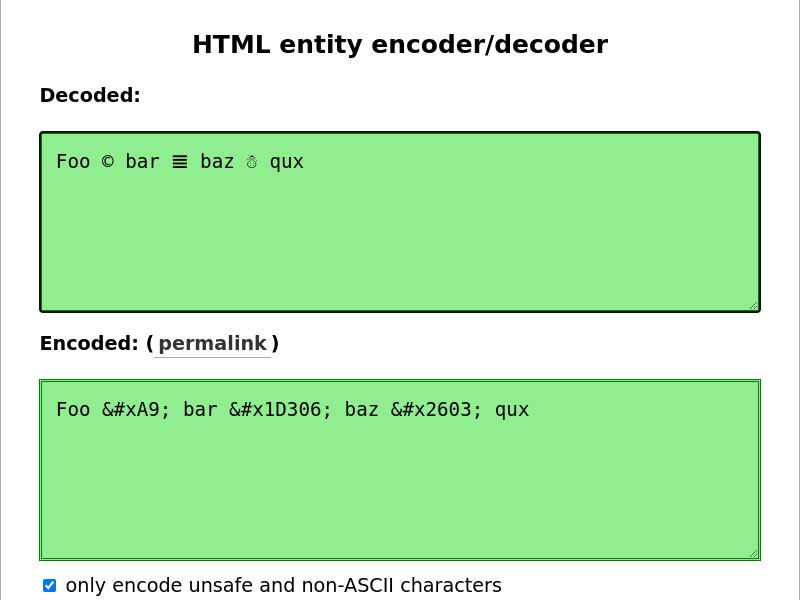 HTML entity encoder/decoder
Decoded:
Foo © bar 𝌆 baz ☃ qux
Encoded: (permalink)
Foo &#xA9; bar &#x1D306; baz &#x2603; qux
only encode unsafe and non-ASCII characters